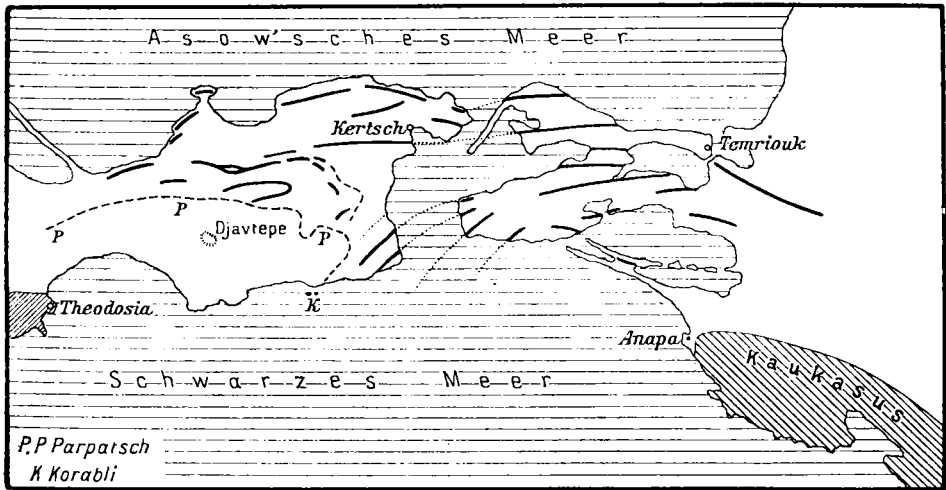 Asow'sches Meer
Kertsch
Temriouk
P
P
Djavtepe
P
Theodosia
K
Anapa
Kaukasus
Schwarzes Meer
P.P Parpatsch
K Korabli